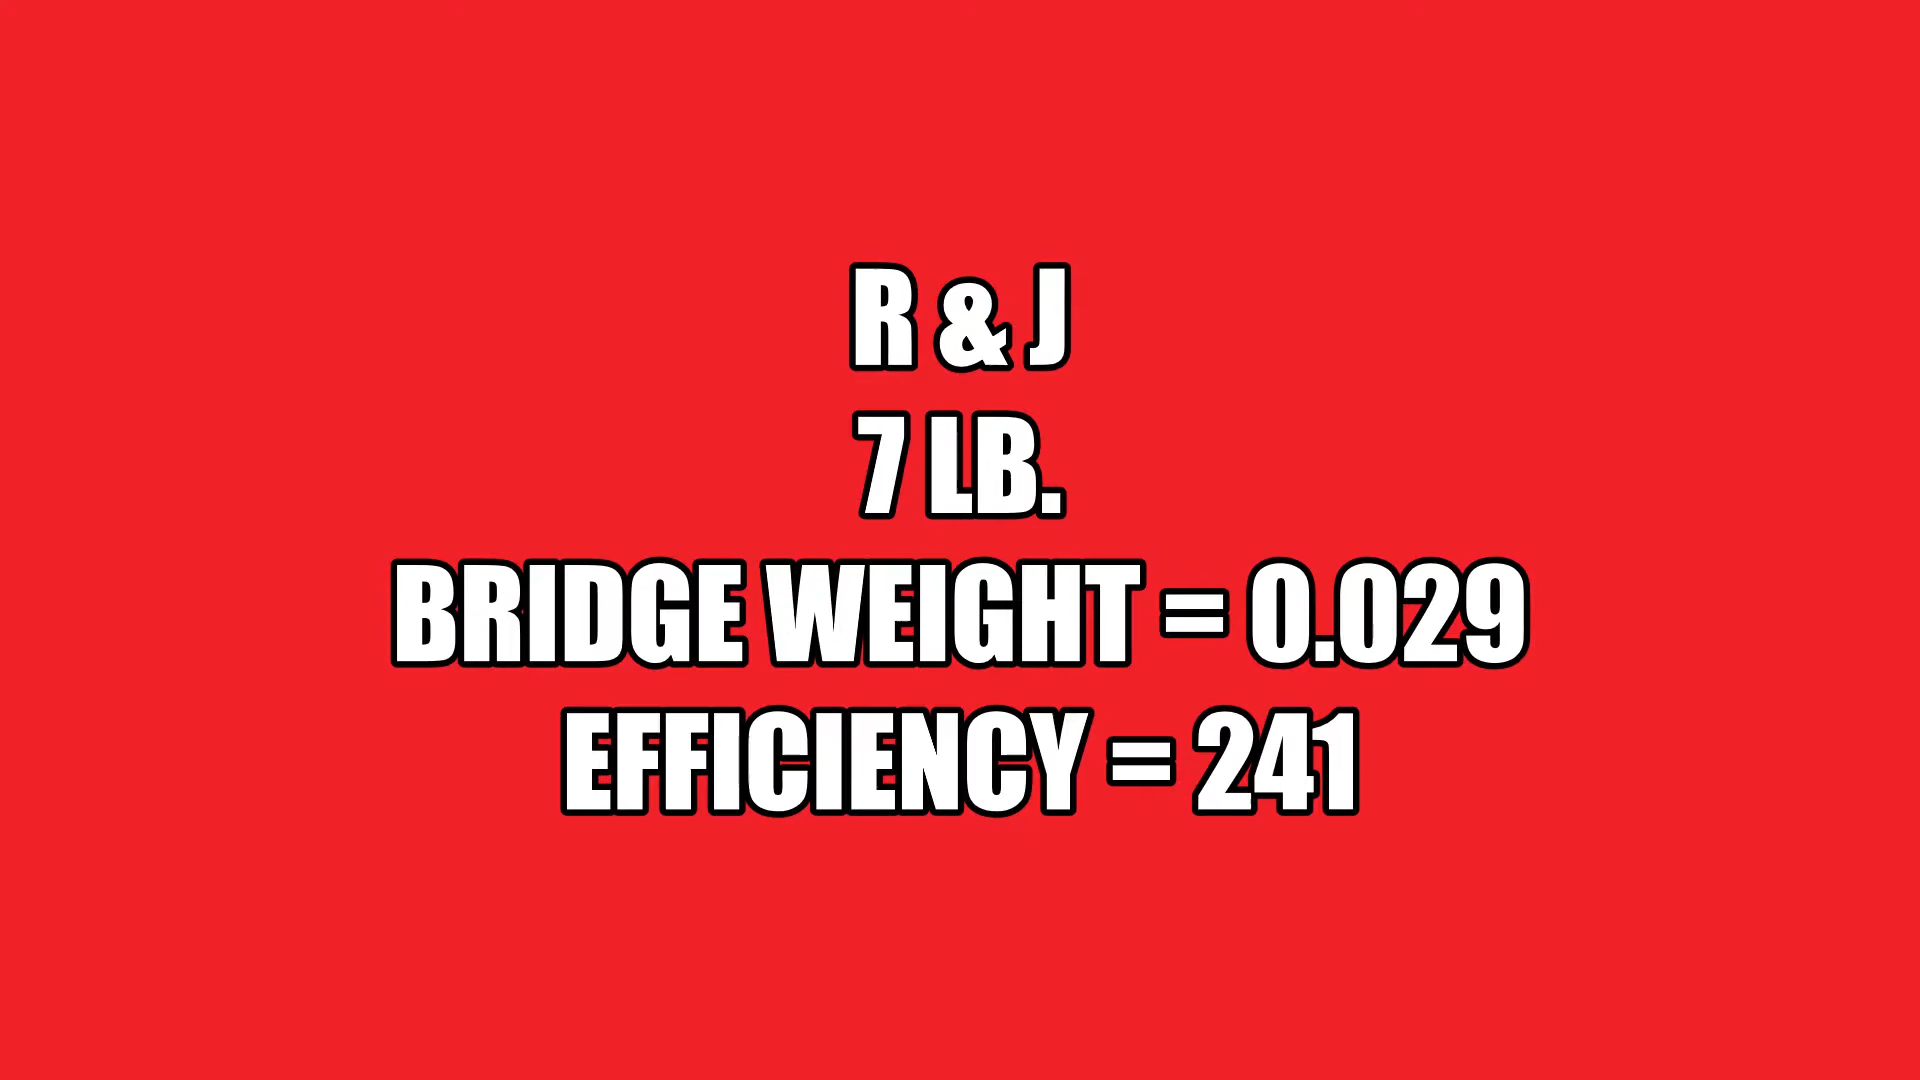 R & J
7 LB.
BRIDGE WEIGHT = 0.029
EFFICIENCY = 241